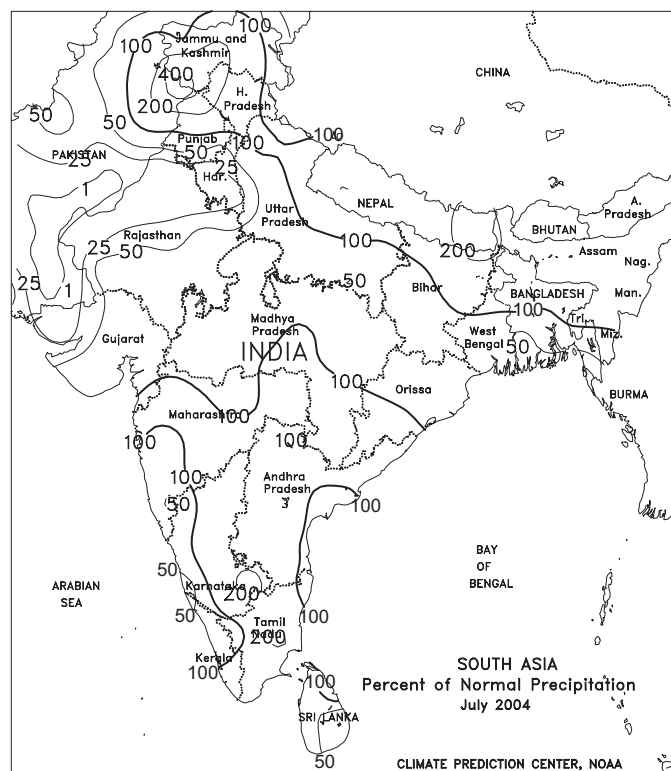 100
100
Jammu and
Kashmir
400
CHINA
H.
Pradesh
50
200
50
100
Punjab
100
PAKISTAN
25
50
25
Har.
1
A.
Pradesh
NEPAL
Uttar
Pradesh
BHUTAN
Rajasthan
100
25
50
200
Assam
Nag.
25
1
50
Bihar
BANGLADESH
Man.
100
Tri.
Madhya
Pradesh
Gujarat
West
Bengal
Miz.
50
INDIA
100
Orissa
BURMA
Maharashtra
100
100
100
100
Andhra
Pradesh
50
3
100
BAY
OF
BENGAL
50
ARABIAN
SEA
Karnataka
200
50
100
Tamil
Nadu
200
Kerala
100
SOUTH ASIA
100
Percent of Normal Precipitation
July 2004
SRI LANKA
50
CLIMATE PREDICTION CENTER, NOAA